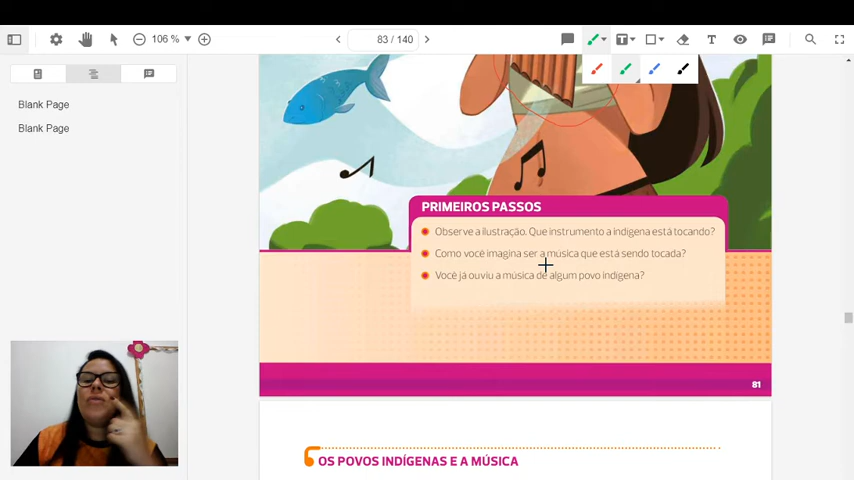 106 %
83 / 140
Blank Page
Blank Page
PRIMEIROS PASSOS
Observe a ilustração. Que instrumento a indígena está tocando?
Como você imagina ser a música que está sendo tocada?
Você já ouviu a música de algum povo indígena?
81
OS POVOS INDÍGENAS E A MÚSICA